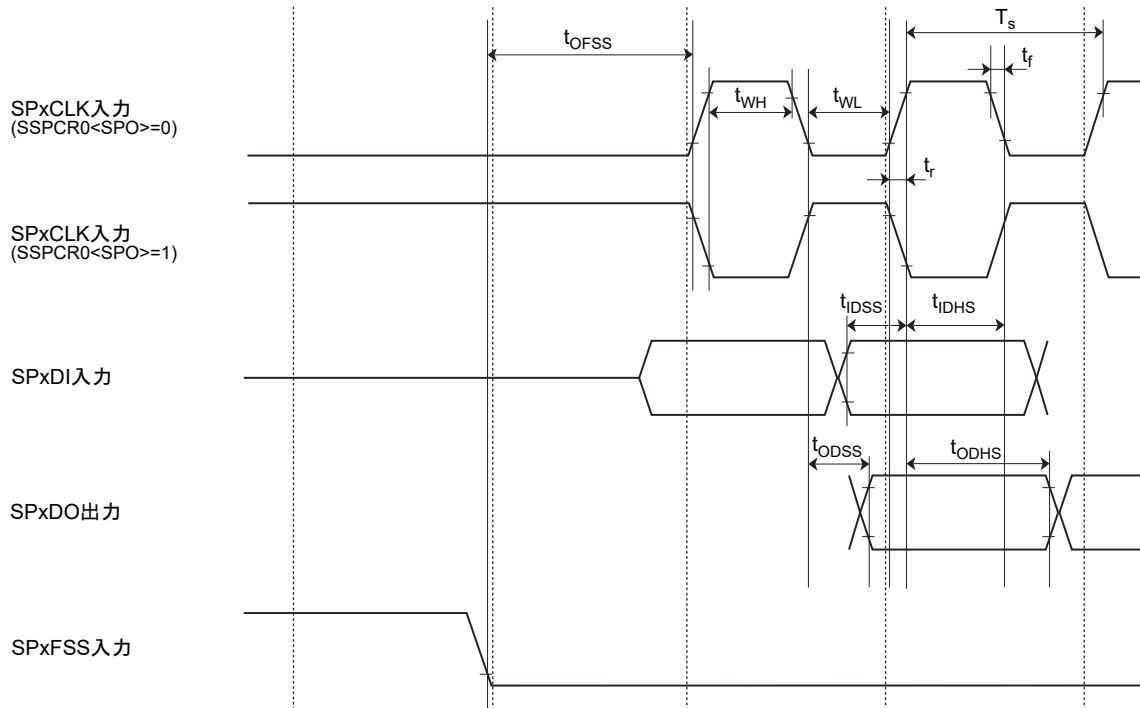 T_s
t_OFSS
t_f
SPxCLK入力
(SSPCR0<SPO>=0)
t_WH
t_WL
t_r
SPxCLK入力
(SSPCR0<SPO>=1)
t_IDSS
t_IDHS
SPxDI入力
t_ODSS
t_ODHS
SPxDO出力
SPxFSS入力